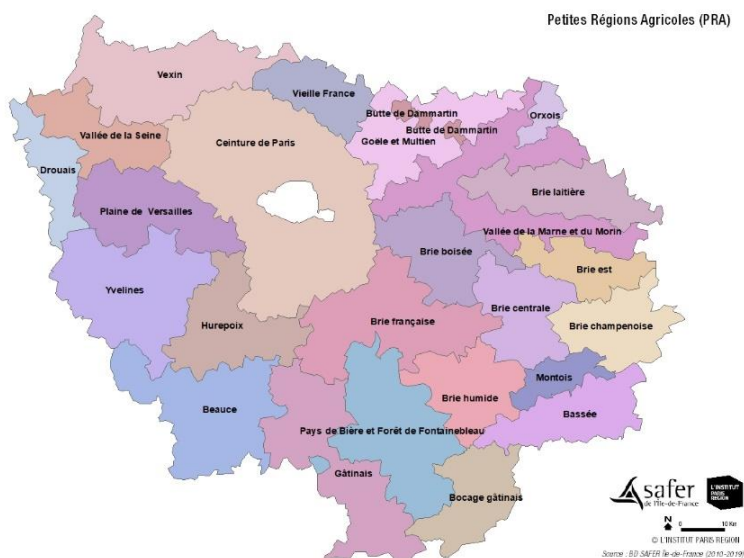 Petites Régions Agricoles (PRA)
Vexin
Vieille France
Butte de Dammartin
Orxois
Vallée de la Seine
Ceinture de Paris
Butte de Dammartin
Goële et Multien
Drouais
Brie laitière
Plaine de Versailles
Vallée de la Marne et du Morin
Brie boisée
Brie est
Yvelines
Brie centrale
Hurepoix
Brie française
Brie champenoise
Montois
Beauce
Brie humide
Bassée
Pays de Bière et Forêt de Fontainebleau
Gâtinais
Bocage gâtinais
safer
de l'Île-de-France
L'INSTITUT
PARIS
REGION
N
0 10 Km
© L'INSTITUT PARIS REGION
Source : BD SAFER Île-de-France (2010-2019)